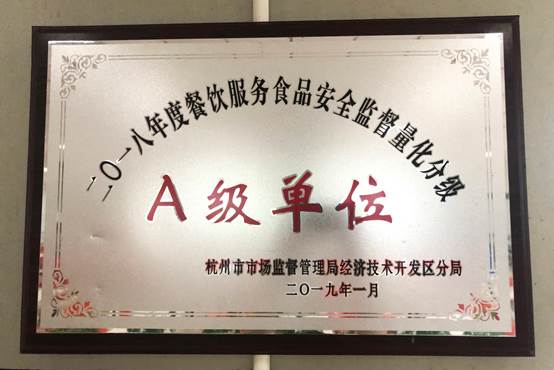 二〇一八年度餐饮服务食品安全监督量化分级
A级单位
杭州市市场监督管理局经济技术开发区分局
二〇一九年一月